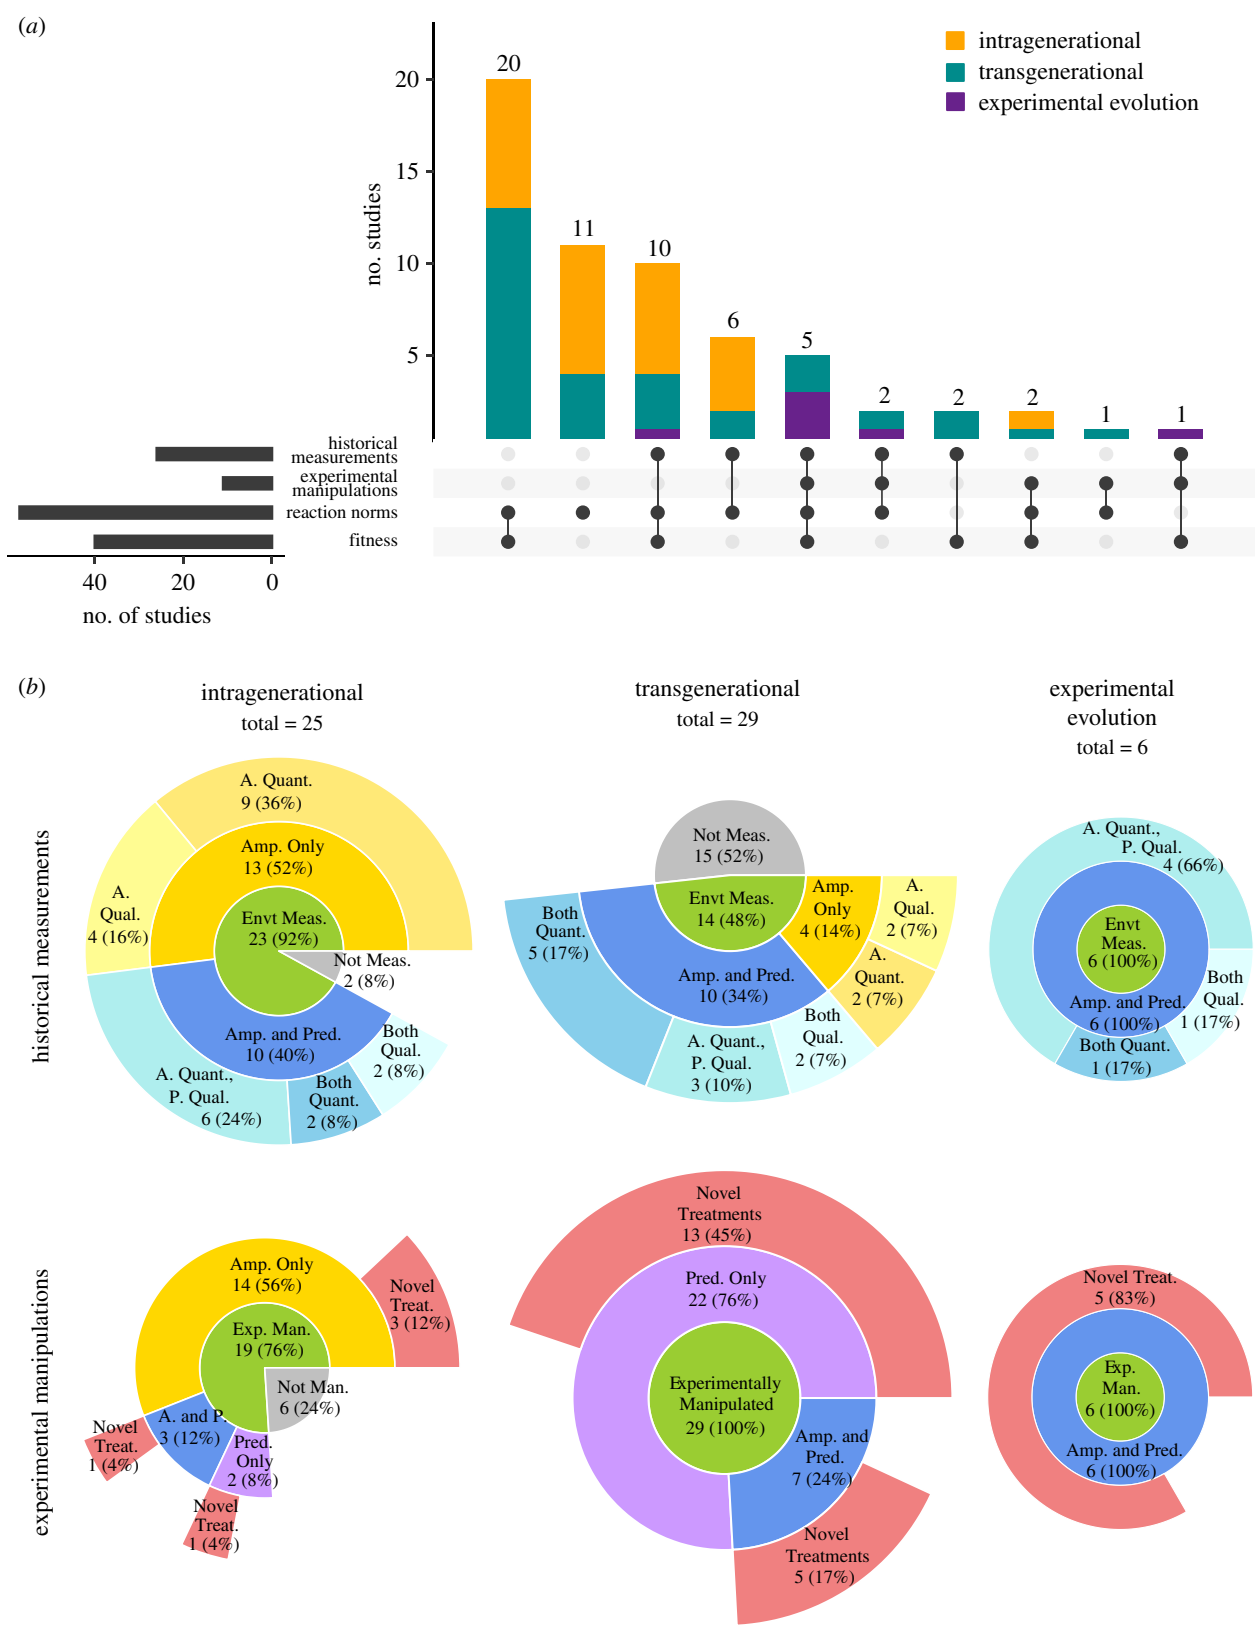 (a)
intragenerational
transgenerational
experimental evolution
20
11
10
6
5
2
2
2
1
1
20
15
10
5
no. studies
historical
measurements
experimental
manipulations
reaction norms
fitness
40
20
0
no. of studies
(b)
intragenerational
total = 25
transgenerational
total = 29
experimental
evolution
total = 6
historical measurements
A. Quant.
9 (36%)
Amp. Only
13 (52%)
A.
Qual.
4 (16%)
Envt Meas.
23 (92%)
Not Meas.
2 (8%)
Amp. and Pred.
10 (40%)
A. Quant.,
P. Qual.
6 (24%)
Both
Quant.
2 (8%)
Both
Qual.
2 (8%)
Not Meas.
15 (52%)
Envt Meas.
14 (48%)
Amp.
Only
4 (14%)
A.
Qual.
2 (7%)
A.
Quant.
2 (7%)
Both
Quant.
5 (17%)
Amp. and Pred.
10 (34%)
A. Quant.,
P. Qual.
3 (10%)
Both
Qual.
2 (7%)
A. Quant.,
P. Qual.
4 (66%)
Envt
Meas.
6 (100%)
Amp. and Pred.
6 (100%)
Both
Qual.
1 (17%)
Both Quant.
1 (17%)
experimental manipulations
Amp. Only
14 (56%)
Novel
Treat.
3 (12%)
Exp. Man.
19 (76%)
Not Man.
6 (24%)
A. and P.
3 (12%)
Novel
Treat.
1 (4%)
Pred.
Only
2 (8%)
Novel
Treat.
1 (4%)
Novel
Treatments
13 (45%)
Pred. Only
22 (76%)
Experimentally
Manipulated
29 (100%)
Amp. and
Pred.
7 (24%)
Novel
Treatments
5 (17%)
Novel Treat.
5 (83%)
Exp.
Man.
6 (100%)
Amp. and Pred.
6 (100%)